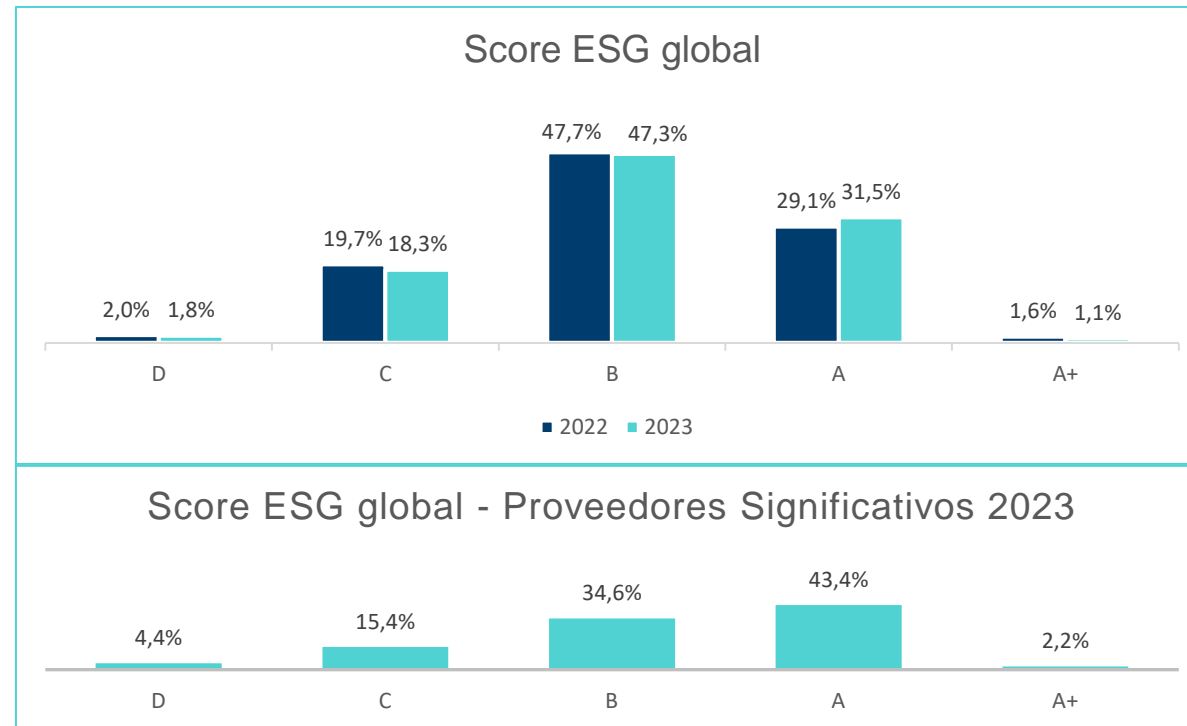 Score ESG global
47,7% 47,3%
29,1% 31,5%
19,7% 18,3%
2,0% 1,8%
1,6% 1,1%
D C B A A+
2022 2023
Score ESG global - Proveedores Significativos 2023
43,4%
34,6%
15,4%
4,4%
2,2%
D C B A A+